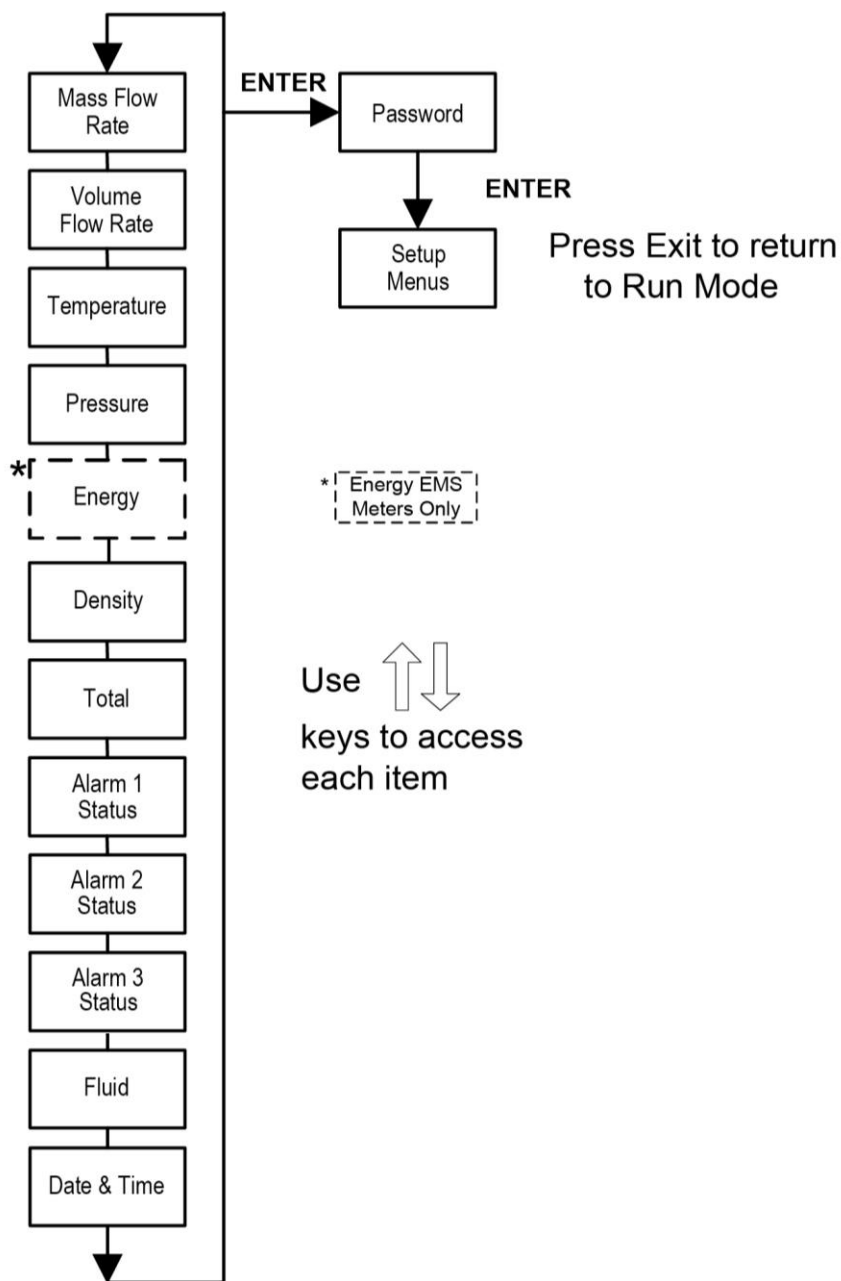 Mass Flow
Rate
Volume
Flow Rate
Temperature
Pressure
*
Energy
Density
Total
Alarm 1
Status
Alarm 2
Status
Alarm 3
Status
Fluid
Date & Time
ENTER
Password
ENTER
Setup
Menus
Press Exit to return
to Run Mode
* Energy EMS
Meters Only
Use
keys to access
each item